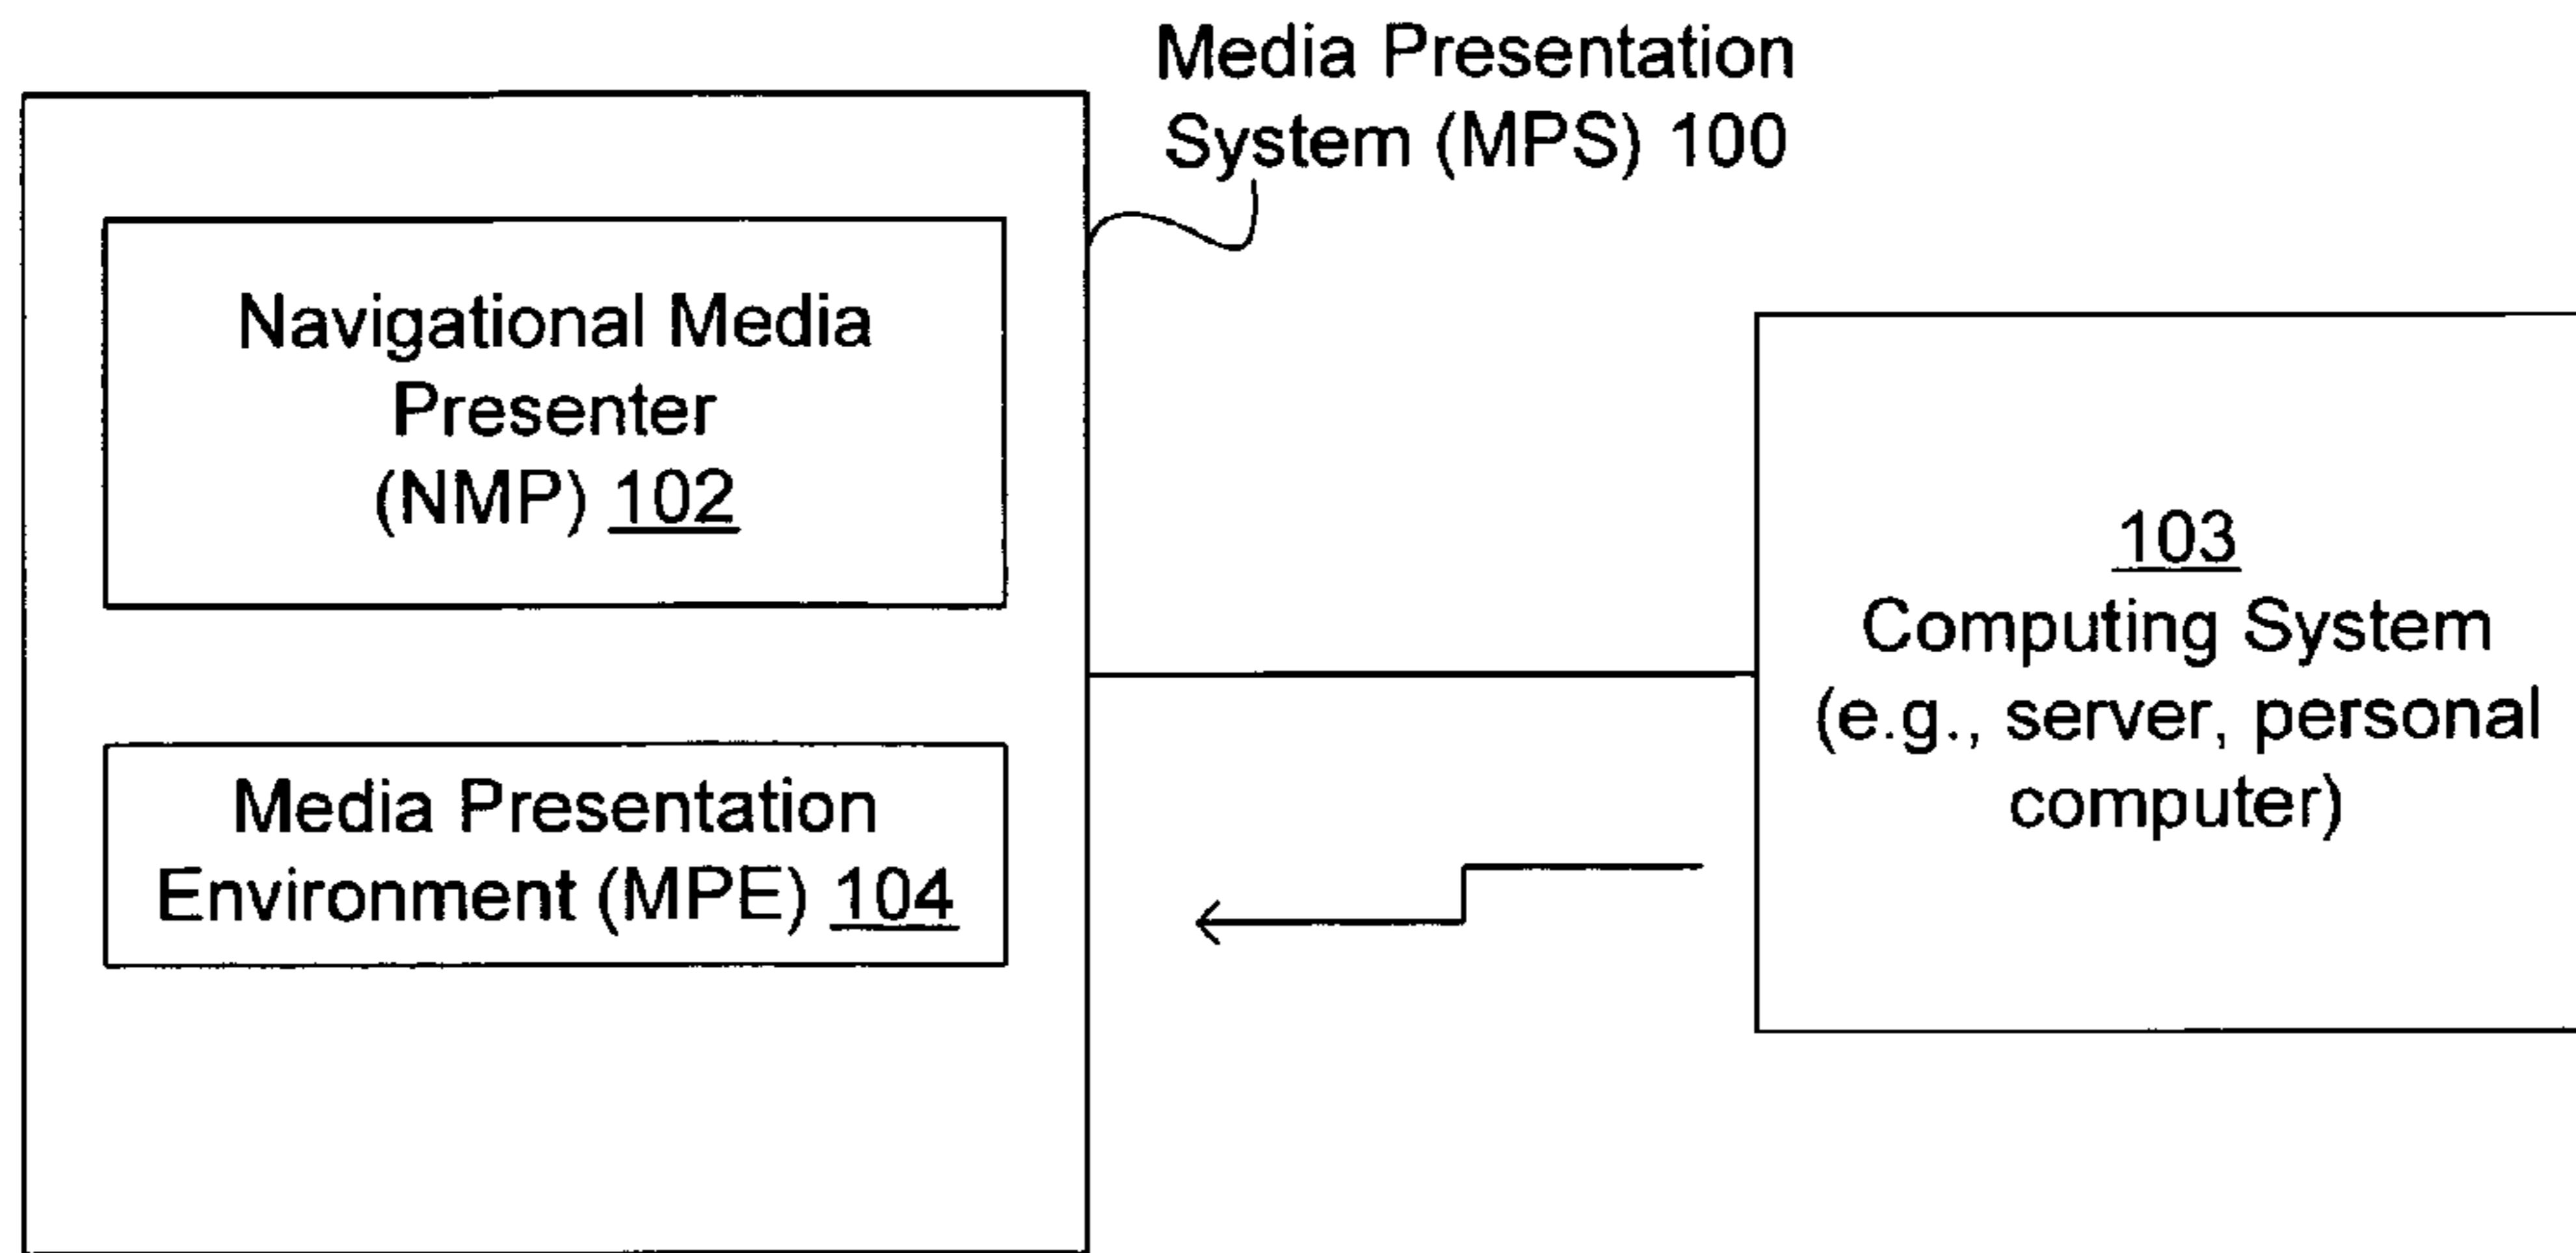 Media Presentation
System (MPS) 100
Navigational Media
Presenter
(NMP) 102
Media Presentation
Environment (MPE) 104
103
Computing System
(e.g., server, personal
computer)